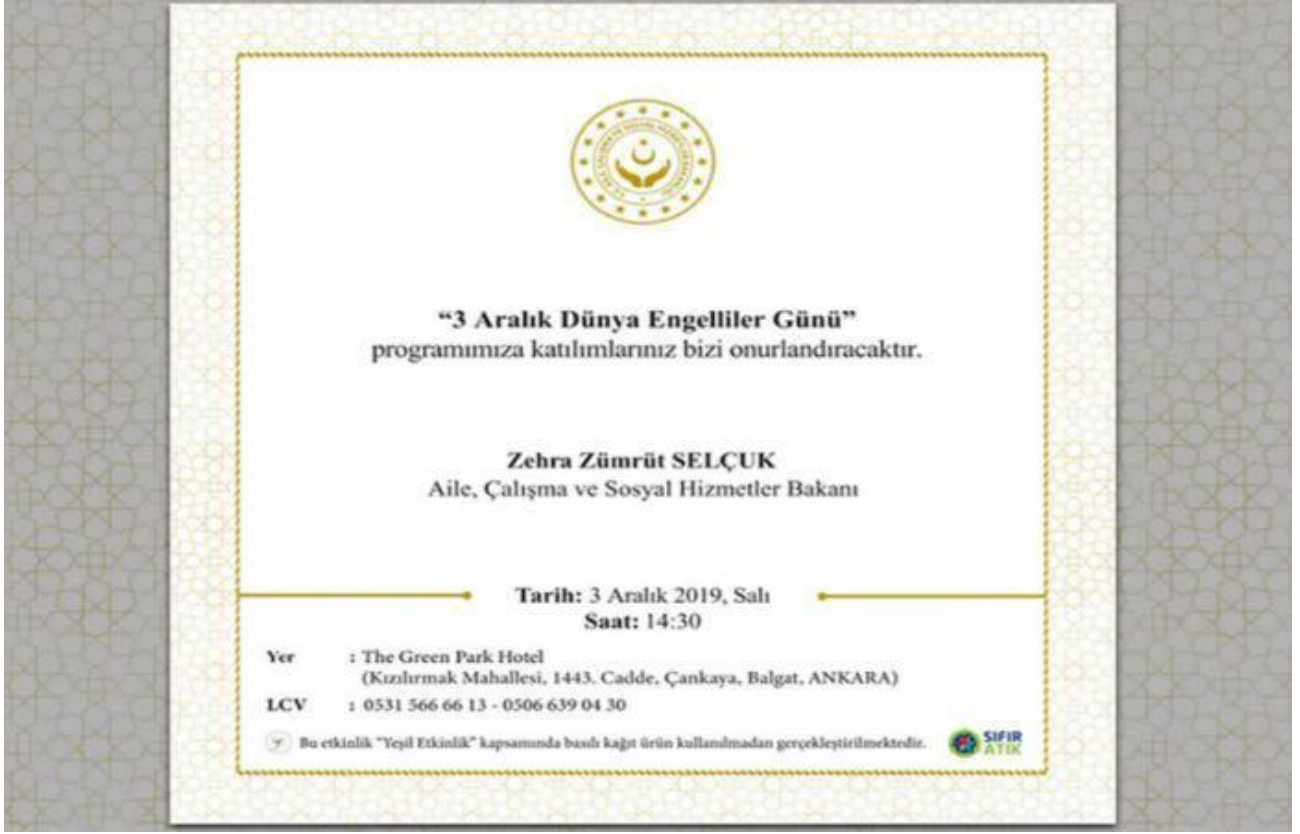 “3 Aralık Dünya Engelliler Günü”
programımıza katılımlarınız bizi onurlandıracaktır.
Zehra Zümrüt SELÇUK
Aile, Çalışma ve Sosyal Hizmetler Bakanı
Tarih: 3 Aralık 2019, Salı
Saat: 14:30
Yer : The Green Park Hotel
(Kızılırmak Mahallesi, 1443. Cadde, Çankaya, Balgat, ANKARA)
LCV : 0531 566 66 13 - 0506 639 04 30
Bu etkinlik “Yeşil Etkinlik” kapsamında basılı kağıt ürün kullanılmadan gerçekleştirilmektedir.
SIFIR
ATIK